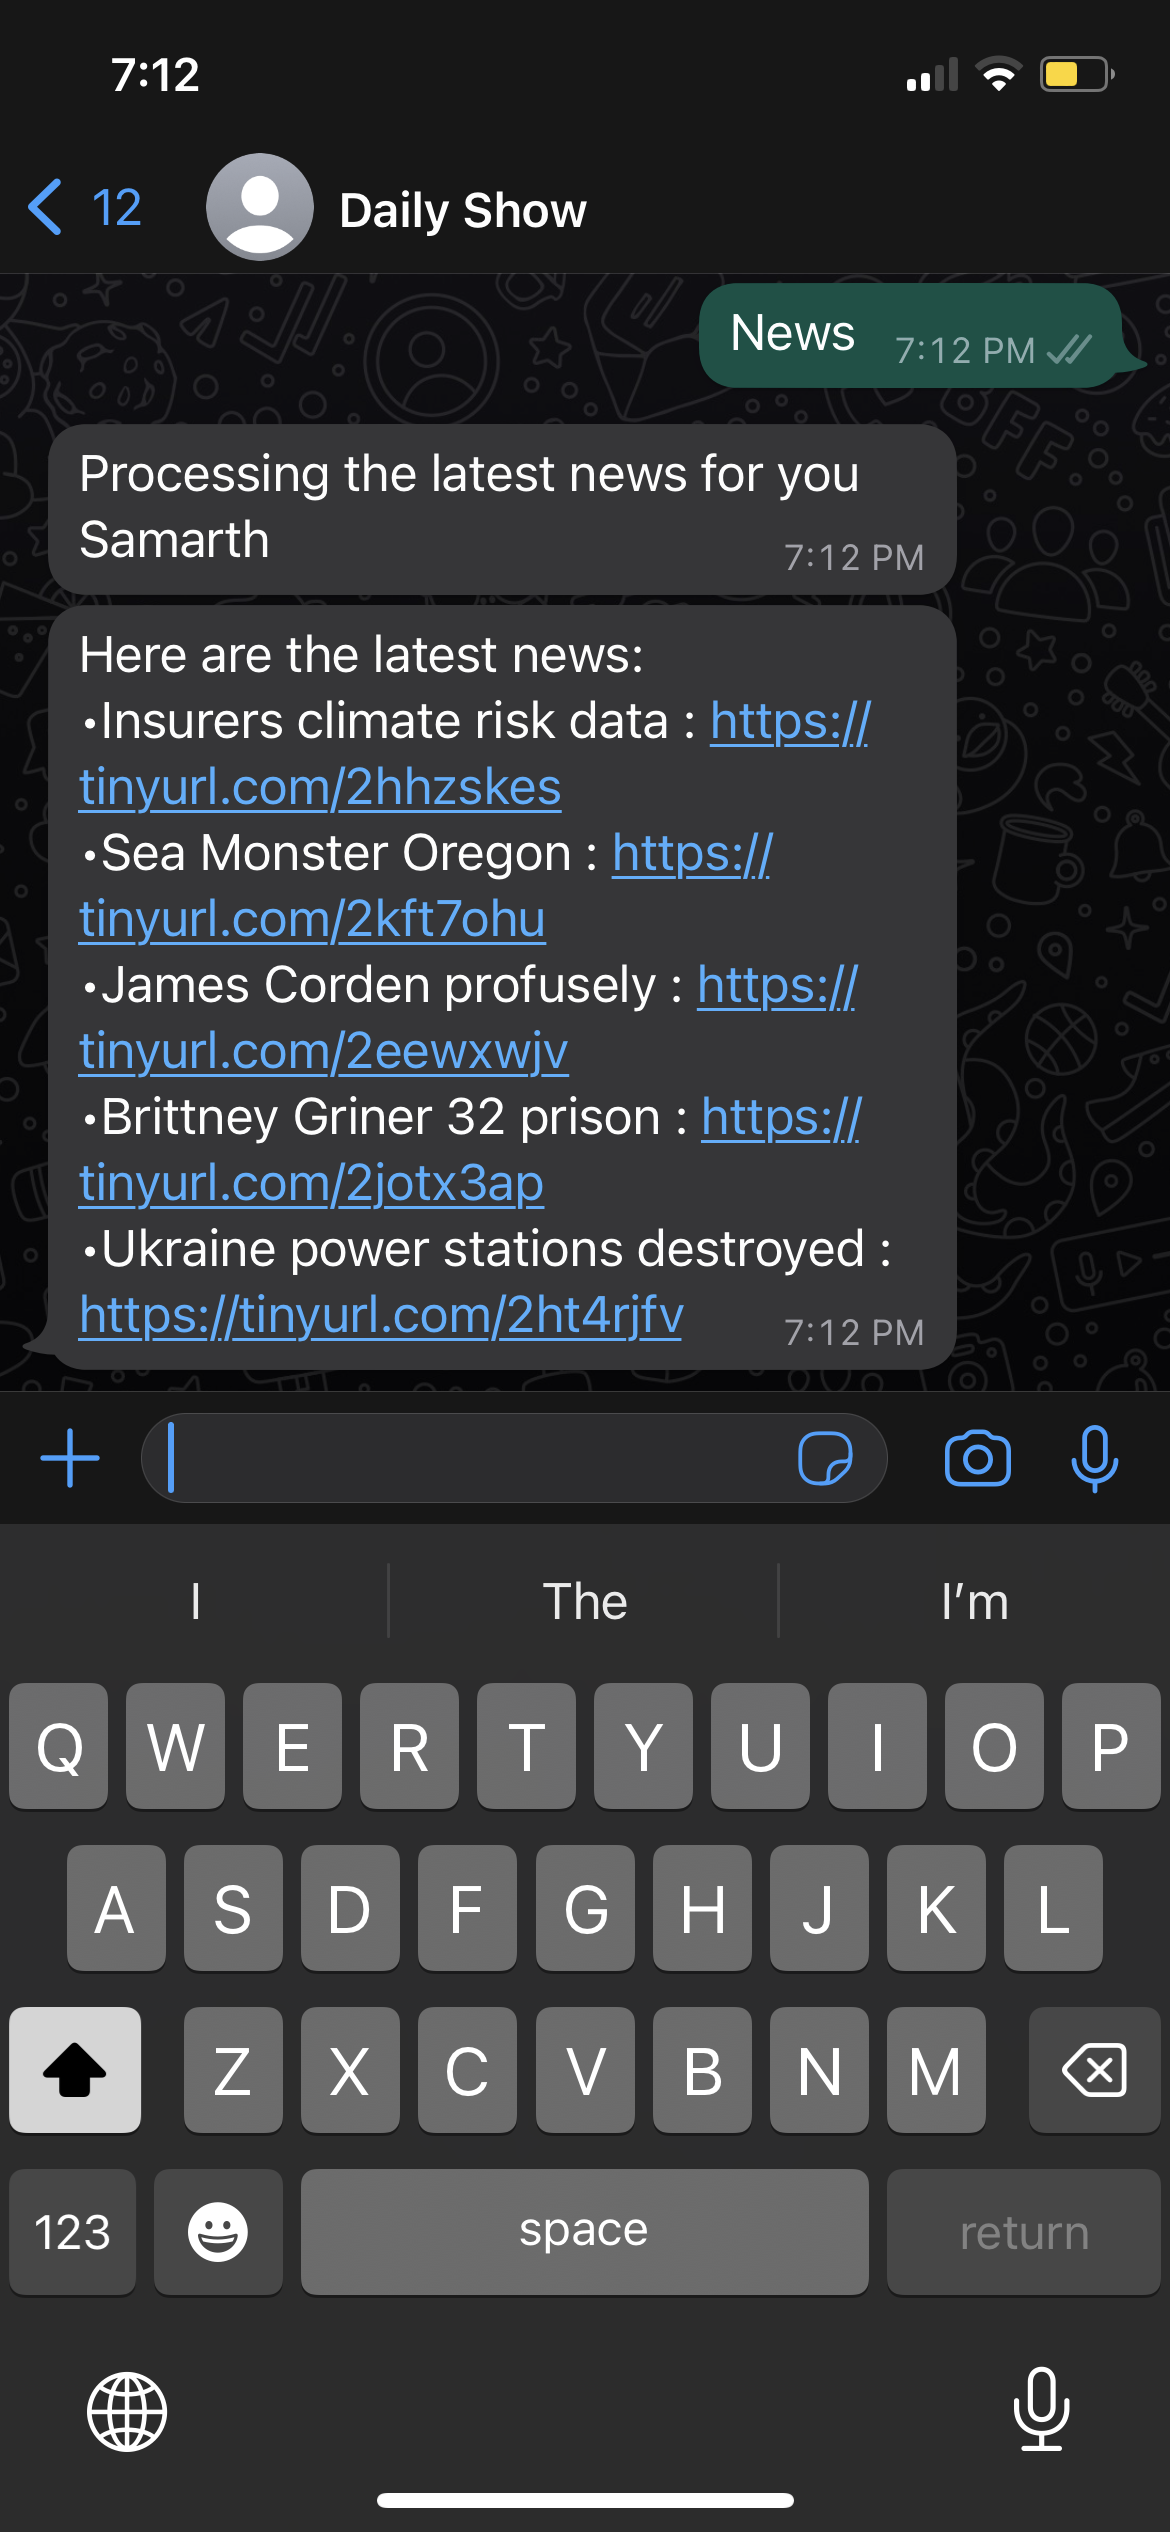 7:12
12
Daily Show
News 7:12 PM
Processing the latest news for you
Samarth
7:12 PM
Here are the latest news:
•Insurers climate risk data : https://
tinyurl.com/2hhzskes
•Sea Monster Oregon : https://
tinyurl.com/2kft7ohu
•James Corden profusely : https://
tinyurl.com/2eewxwjv
•Brittney Griner 32 prison : https://
tinyurl.com/2jotx3ap
•Ukraine power stations destroyed :
https://tinyurl.com/2ht4rjfv 7:12 PM
I The I’m
Q W E R T Y U I O P
A S D F G H J K L
Z X C V B N M
123 space return